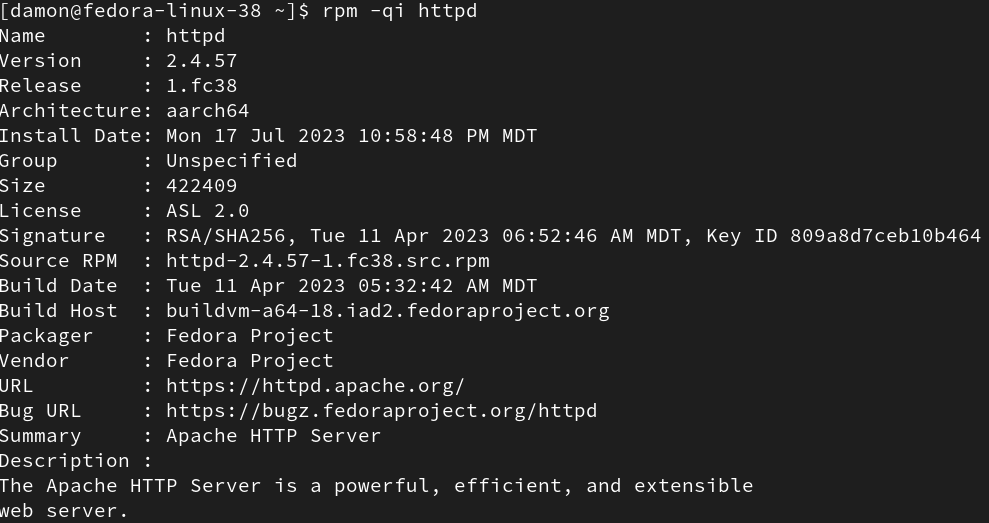 [damon@fedora-linux-38 ~]$ rpm -qi httpd
Name        : httpd
Version     : 2.4.57
Release     : 1.fc38
Architecture: aarch64
Install Date: Mon 17 Jul 2023 10:58:48 PM MDT
Group       : Unspecified
Size        : 422409
License     : ASL 2.0
Signature   : RSA/SHA256, Tue 11 Apr 2023 06:52:46 AM MDT, Key ID 809a8d7ceb10b464
Source RPM  : httpd-2.4.57-1.fc38.src.rpm
Build Date  : Tue 11 Apr 2023 05:32:42 AM MDT
Build Host  : buildvm-a64-18.iad2.fedoraproject.org
Packager    : Fedora Project
Vendor      : Fedora Project
URL         : https://httpd.apache.org/
Bug URL     : https://bugz.fedoraproject.org/httpd
Summary     : Apache HTTP Server
Description :
The Apache HTTP Server is a powerful, efficient, and extensible
web server.